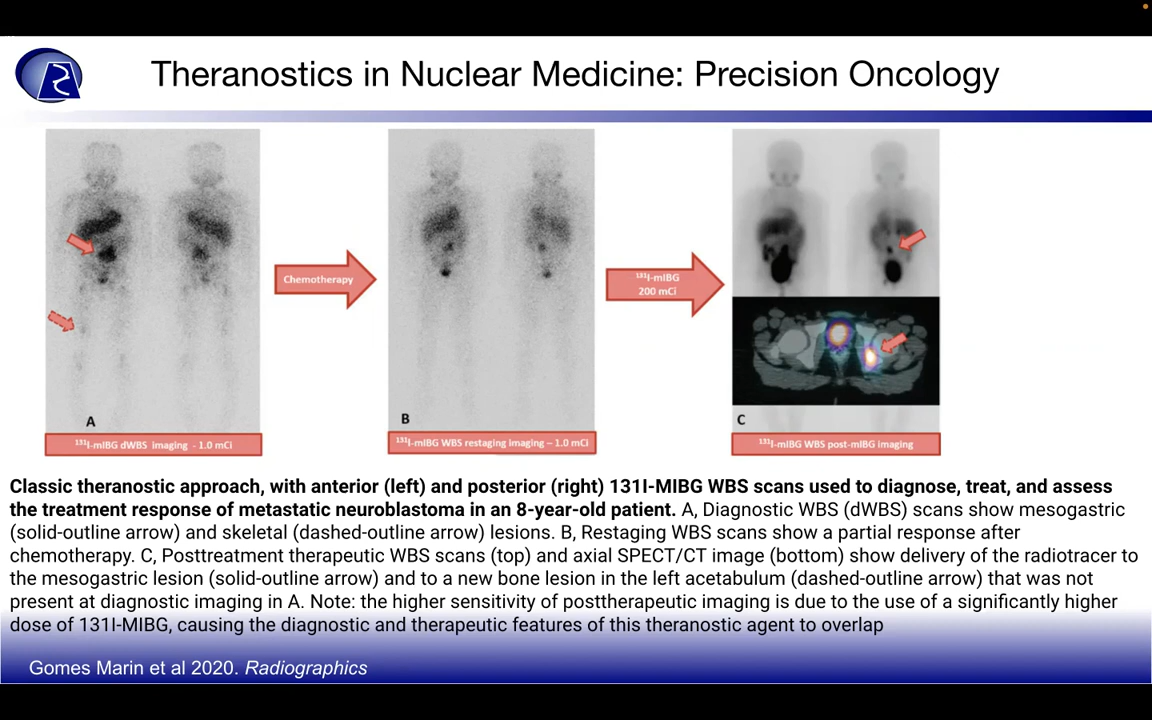 Theranostics in Nuclear Medicine: Precision Oncology
Chemotherapy
¹³¹I-mIBG
200 mCi
A
B
C
¹³¹I-mIBG dWBS imaging - 1.0 mCi
¹³¹I-mIBG WBS restaging imaging – 1.0 mCi
¹³¹I-mIBG WBS post-mIBG imaging
Classic theranostic approach, with anterior (left) and posterior (right) 131I-MIBG WBS scans used to diagnose, treat, and assess
the treatment response of metastatic neuroblastoma in an 8-year-old patient. A, Diagnostic WBS (dWBS) scans show mesogastric
(solid-outline arrow) and skeletal (dashed-outline arrow) lesions. B, Restaging WBS scans show a partial response after
chemotherapy. C, Posttreatment therapeutic WBS scans (top) and axial SPECT/CT image (bottom) show delivery of the radiotracer to
the mesogastric lesion (solid-outline arrow) and to a new bone lesion in the left acetabulum (dashed-outline arrow) that was not
present at diagnostic imaging in A. Note: the higher sensitivity of posttherapeutic imaging is due to the use of a significantly higher
dose of 131I-MIBG, causing the diagnostic and therapeutic features of this theranostic agent to overlap
Gomes Marin et al 2020. Radiographics